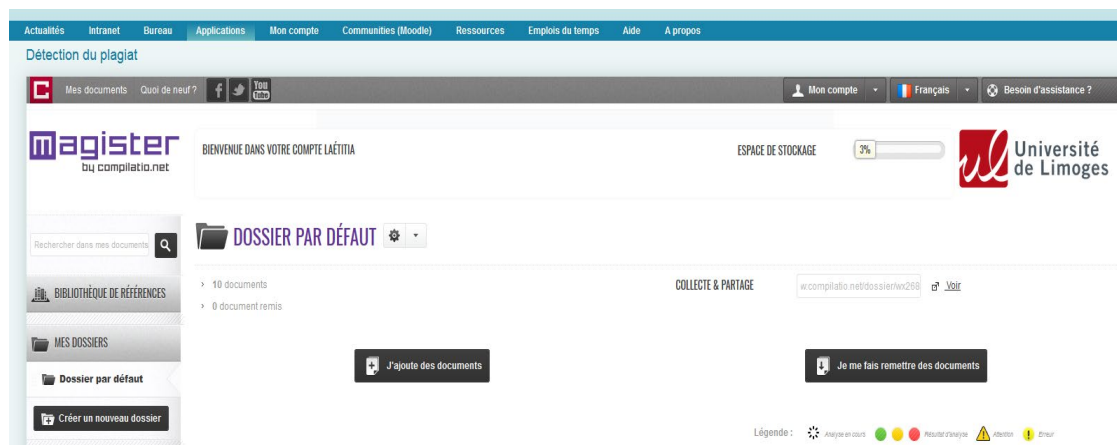 Actualités Intranet Bureau Applications Mon compte Communities (Moodle) Ressources Emplois du temps Aide A propos
Détection du plagiat
C Mes documents Quoi de neuf ? f You Tube Mon compte Français Besoin d'assistance ?
magister
by compilatio.net
BIENVENUE DANS VOTRE COMPTE LAËTITIA
ESPACE DE STOCKAGE 3%
ul Université de Limoges
Rechercher dans mes documents
DOSSIER PAR DÉFAUT
BIBLIOTHÈQUE DE RÉFÉRENCES
> 10 documents
> 0 document remis
COLLECTE & PARTAGE w.compilatio.net/dossier/wx268 Voir
MES DOSSIERS
Dossier par défaut
Créer un nouveau dossier
J'ajoute des documents
Je me fais remettre des documents
Légende : Analyse en cours Résultat d'analyse Attention Erreur